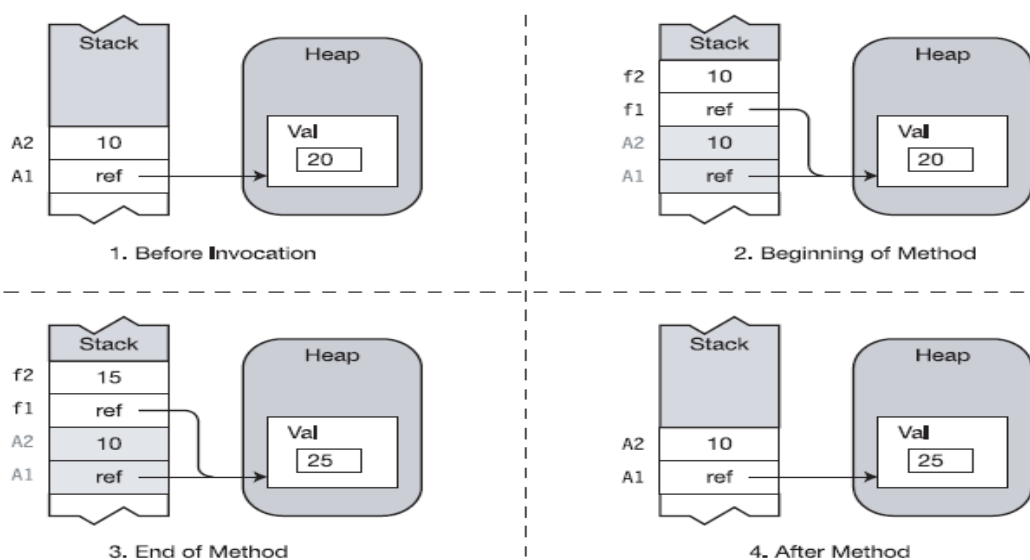 Stack
Heap
A2
10
Val
20
A1
ref
1. Before Invocation
Stack
Heap
f2
10
f1
ref
A2
10
Val
20
A1
ref
2. Beginning of Method
Stack
Heap
f2
15
f1
ref
A2
10
Val
25
A1
ref
3. End of Method
Stack
Heap
A2
10
Val
25
A1
ref
4. After Method